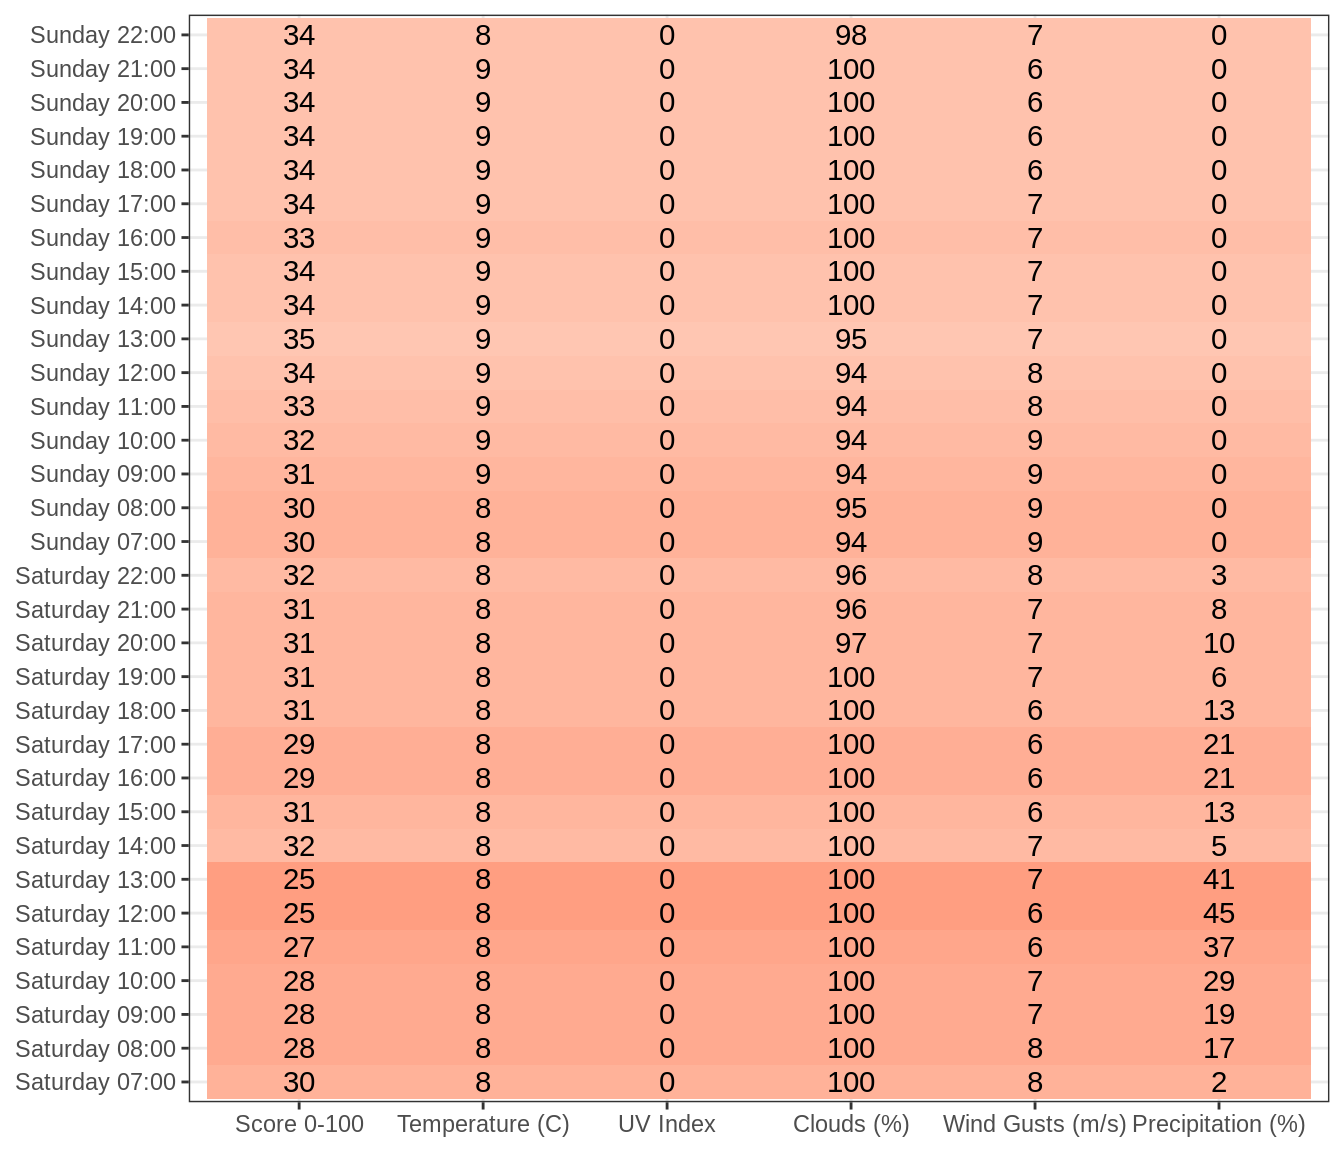 Sunday 22:00 34 8 0 98 7 0
Sunday 21:00 34 9 0 100 6 0
Sunday 20:00 34 9 0 100 6 0
Sunday 19:00 34 9 0 100 6 0
Sunday 18:00 34 9 0 100 6 0
Sunday 17:00 34 9 0 100 7 0
Sunday 16:00 33 9 0 100 7 0
Sunday 15:00 34 9 0 100 7 0
Sunday 14:00 34 9 0 100 7 0
Sunday 13:00 35 9 0 95 7 0
Sunday 12:00 34 9 0 94 8 0
Sunday 11:00 33 9 0 94 8 0
Sunday 10:00 32 9 0 94 9 0
Sunday 09:00 31 9 0 94 9 0
Sunday 08:00 30 8 0 95 9 0
Sunday 07:00 30 8 0 94 9 0
Saturday 22:00 32 8 0 96 8 3
Saturday 21:00 31 8 0 96 7 8
Saturday 20:00 31 8 0 97 7 10
Saturday 19:00 31 8 0 100 7 6
Saturday 18:00 31 8 0 100 6 13
Saturday 17:00 29 8 0 100 6 21
Saturday 16:00 29 8 0 100 6 21
Saturday 15:00 31 8 0 100 6 13
Saturday 14:00 32 8 0 100 7 5
Saturday 13:00 25 8 0 100 7 41
Saturday 12:00 25 8 0 100 6 45
Saturday 11:00 27 8 0 100 6 37
Saturday 10:00 28 8 0 100 7 29
Saturday 09:00 28 8 0 100 7 19
Saturday 08:00 28 8 0 100 8 17
Saturday 07:00 30 8 0 100 8 2
Score 0-100 Temperature (C) UV Index Clouds (%) Wind Gusts (m/s) Precipitation (%)